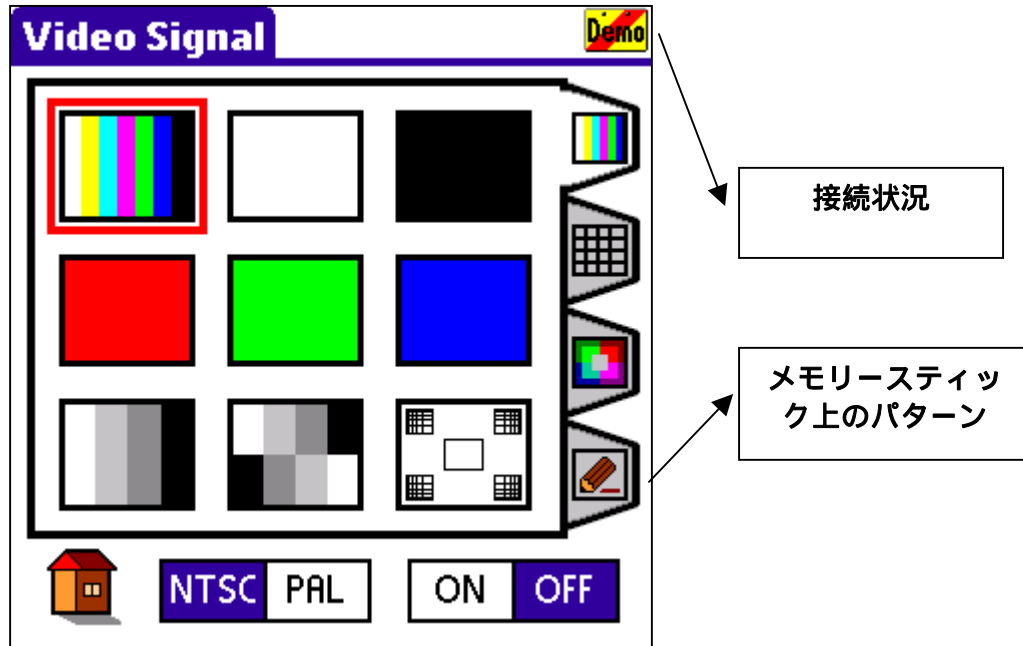 Video Signal
Demo
接続状況
メモリースティッ
ク上のパターン
NTSC PAL ON OFF